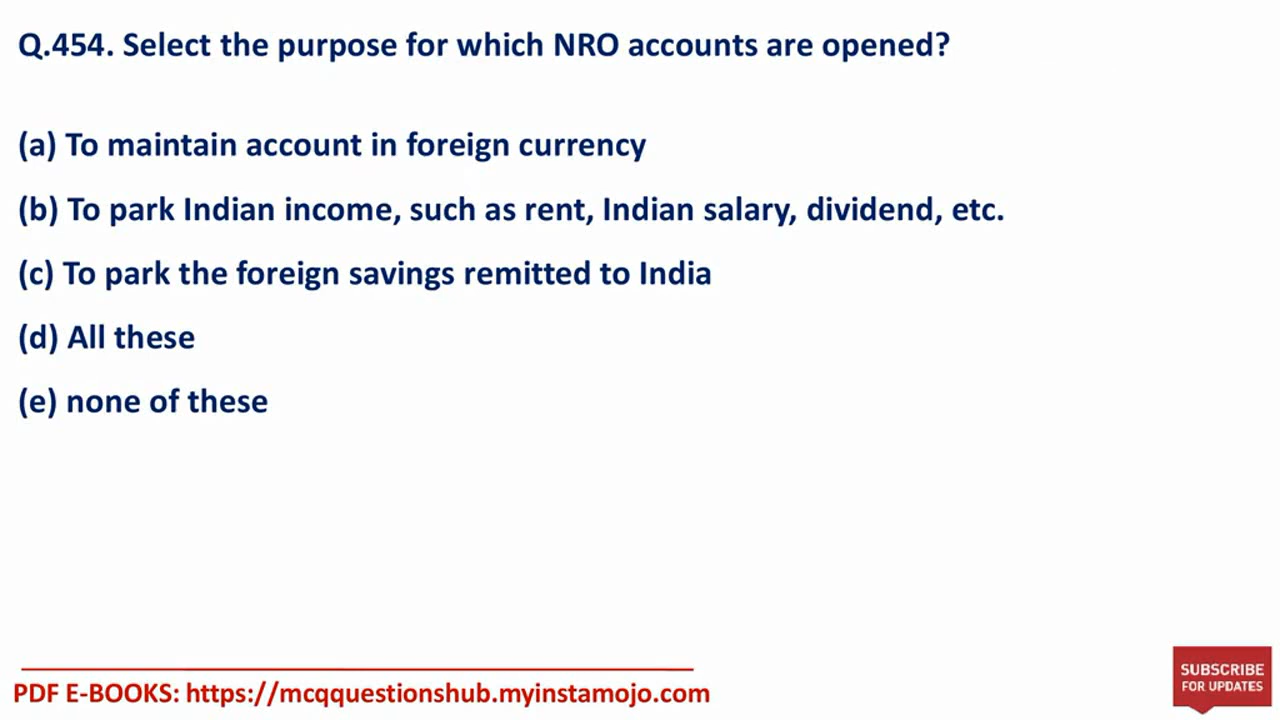 Q.454. Select the purpose for which NRO accounts are opened?
(a) To maintain account in foreign currency
(b) To park Indian income, such as rent, Indian salary, dividend, etc.
(c) To park the foreign savings remitted to India
(d) All these
(e) none of these
PDF E-BOOKS: https://mcqquestionshub.myinstamojo.com
SUBSCRIBE
FOR UPDATES